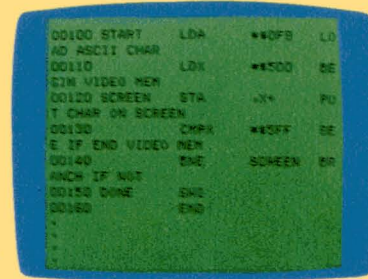 00100 START LDA #$0FB LO
AD ASCII CHAR
00110 LDX #$500 BE
GIN VIDEO MEM
00120 SCREEN STA ,X+ PU
T CHAR ON SCREEN
00130 CMPX #$5FF SE
E IF END VIDEO MEM
00140 BNE SCREEN BR
ANCH IF NOT
00150 DONE SWI
00160 END
*
*
*
*